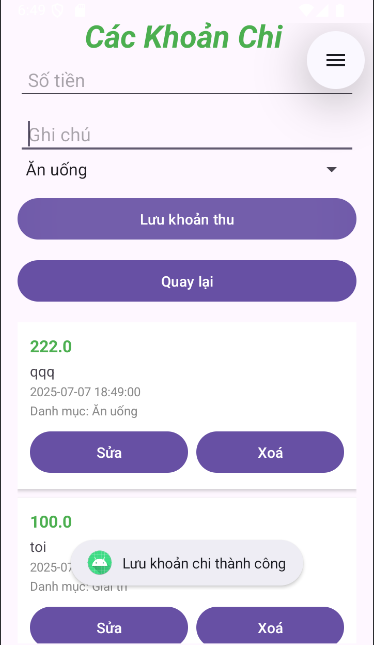 Các Khoản Chi
Số tiền
Ghi chú
Ăn uống
Lưu khoản thu
Quay lại
222.0
qqq
2025-07-07 18:49:00
Danh mục: Ăn uống
Sửa Xoá
100.0
toi
Lưu khoản chi thành công
2025-07
Danh mục: Giải trí
Sửa Xoá